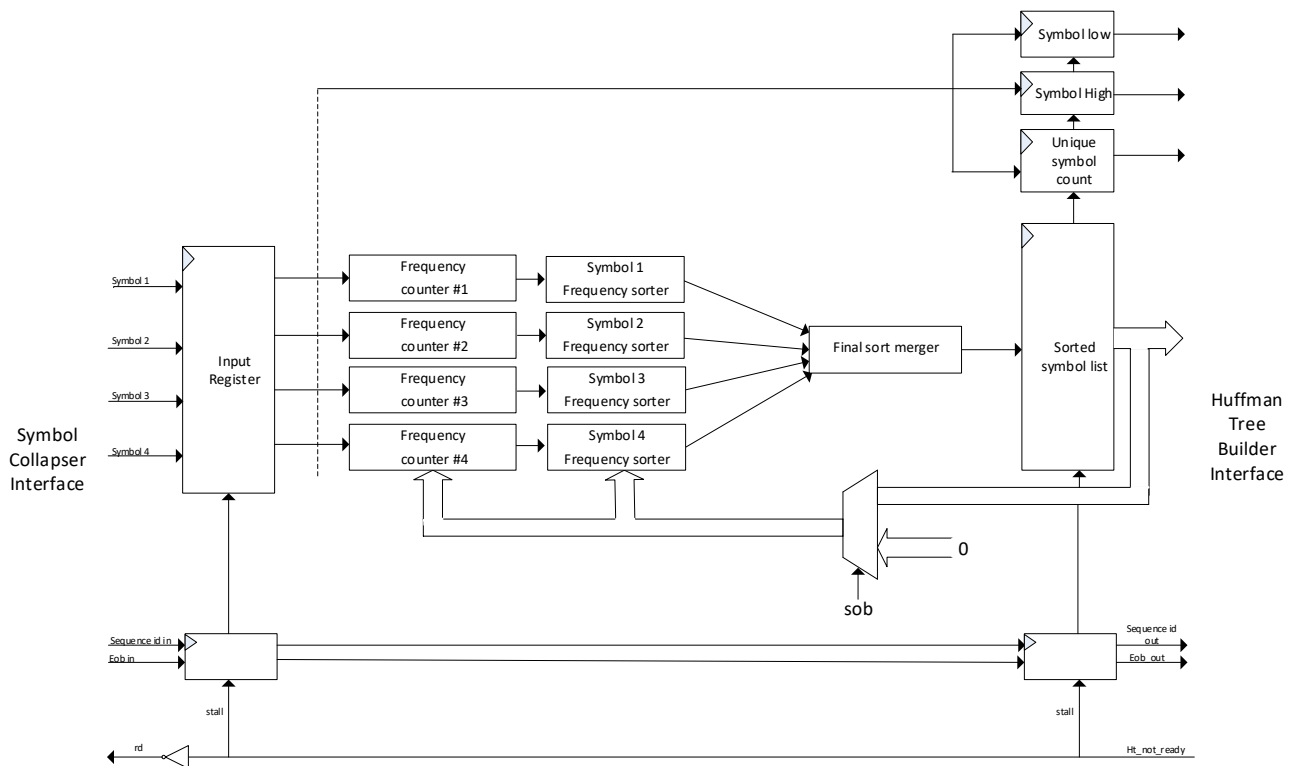 Symbol low
Symbol High
Unique
symbol
count
Symbol 1
Symbol 2
Symbol 3
Symbol 4
Symbol
Collapser
Interface
Input
Register
Frequency
counter #1
Frequency
counter #2
Frequency
counter #3
Frequency
counter #4
Symbol 1
Frequency sorter
Symbol 2
Frequency sorter
Symbol 3
Frequency sorter
Symbol 4
Frequency sorter
Final sort merger
Sorted
symbol list
Huffman
Tree
Builder
Interface
0
sob
Sequence id in
Eob in
Sequence id
out
Eob out
stall
stall
rd
Ht_not_ready